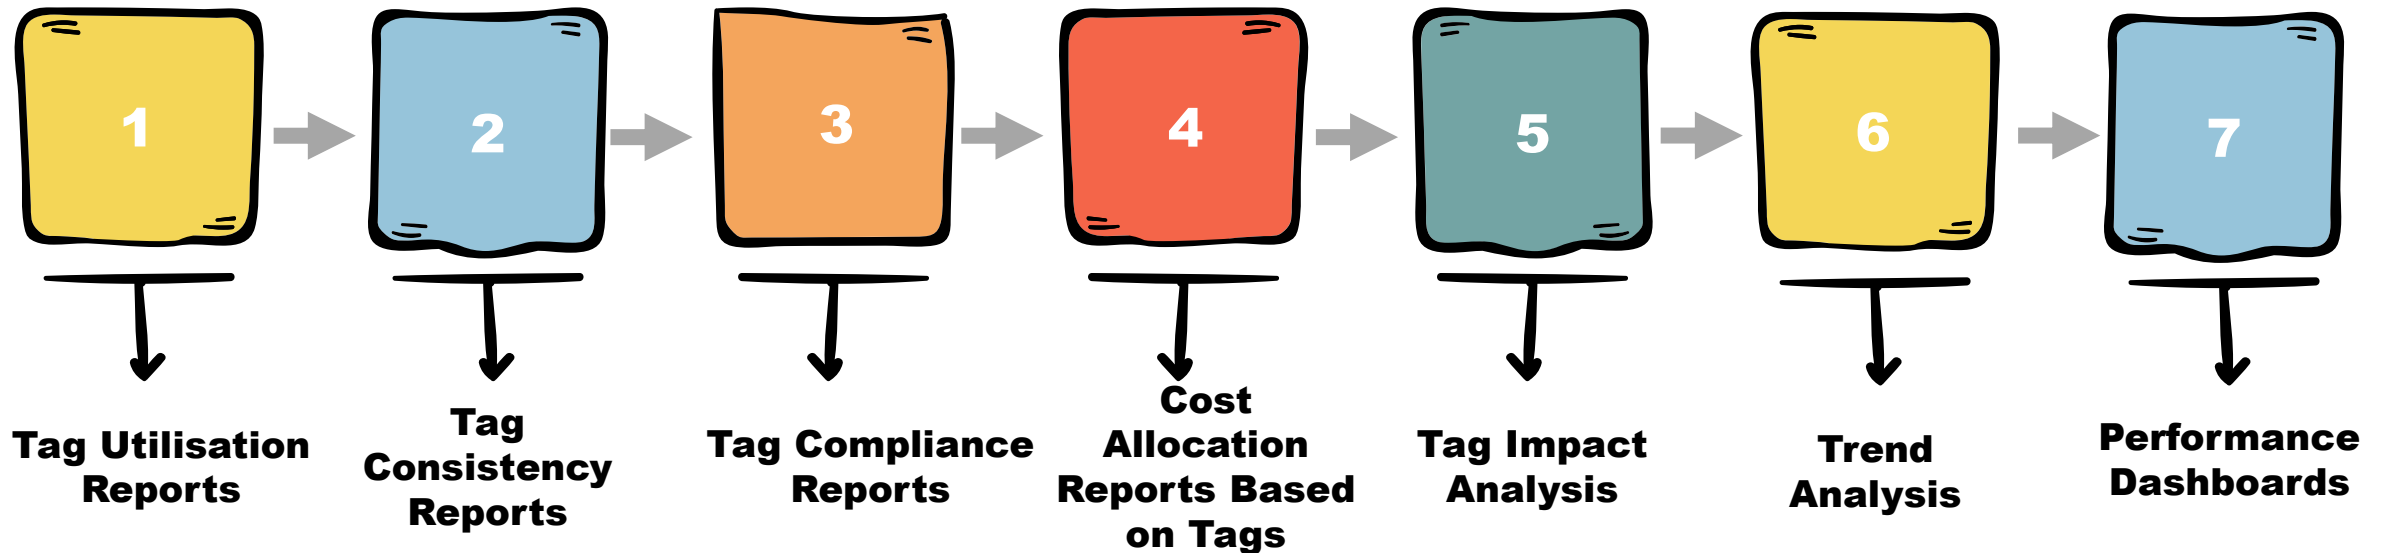 1
2
3
4
5
6
7
Tag Utilisation
Reports
Tag
Consistency
Reports
Tag Compliance
Reports
Cost
Allocation
Reports Based
on Tags
Tag Impact
Analysis
Trend
Analysis
Performance
Dashboards